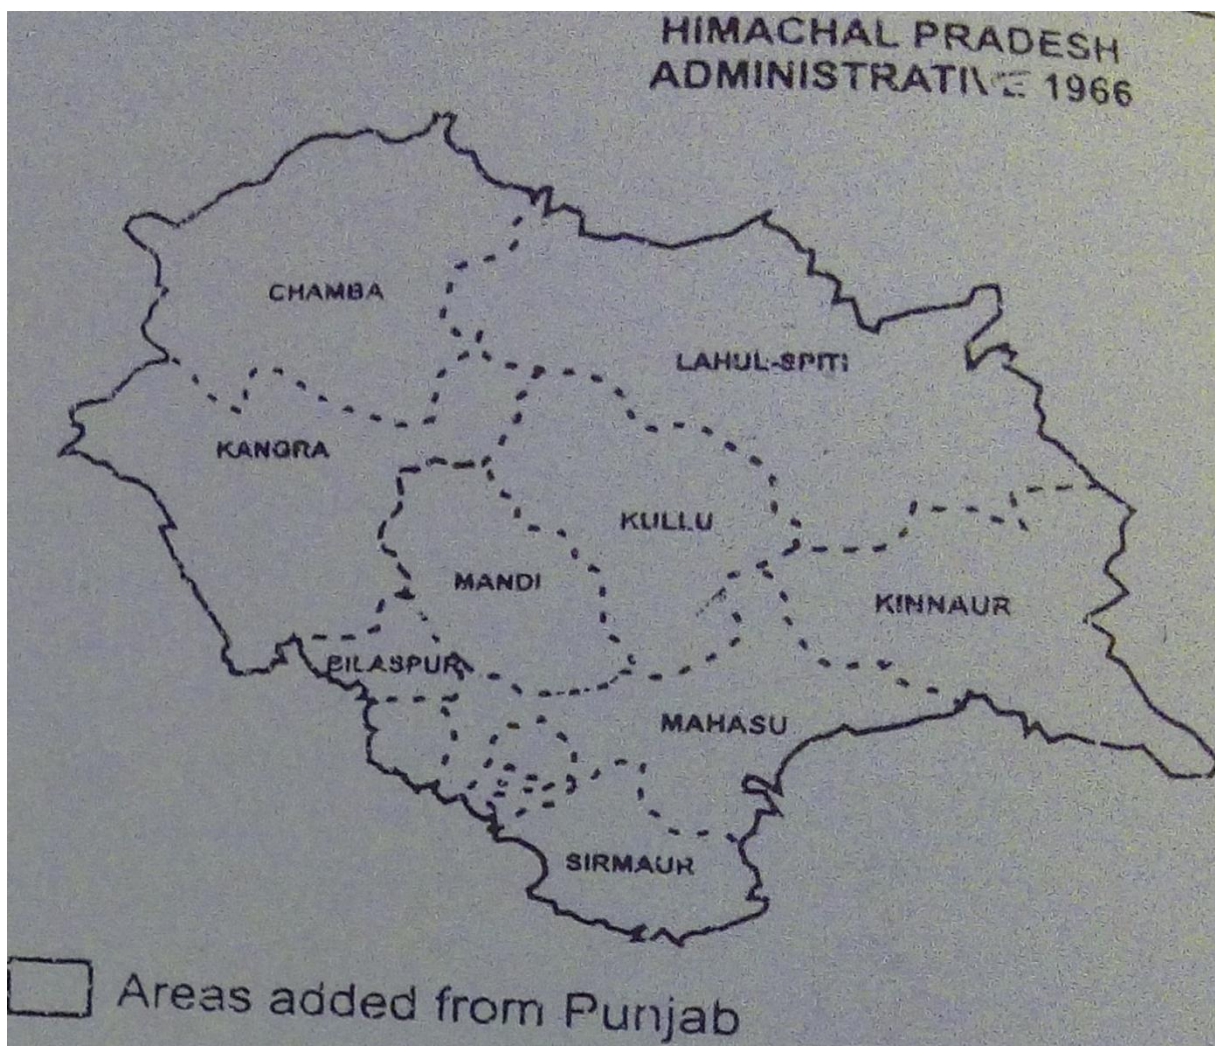 HIMACHAL PRADESH
ADMINISTRATIVE 1966
CHAMBA
LAHUL-SPITI
KANGRA
KULLU
MANDI
KINNAUR
BILASPUR
MAHASU
SIRMAUR
Areas added from Punjab